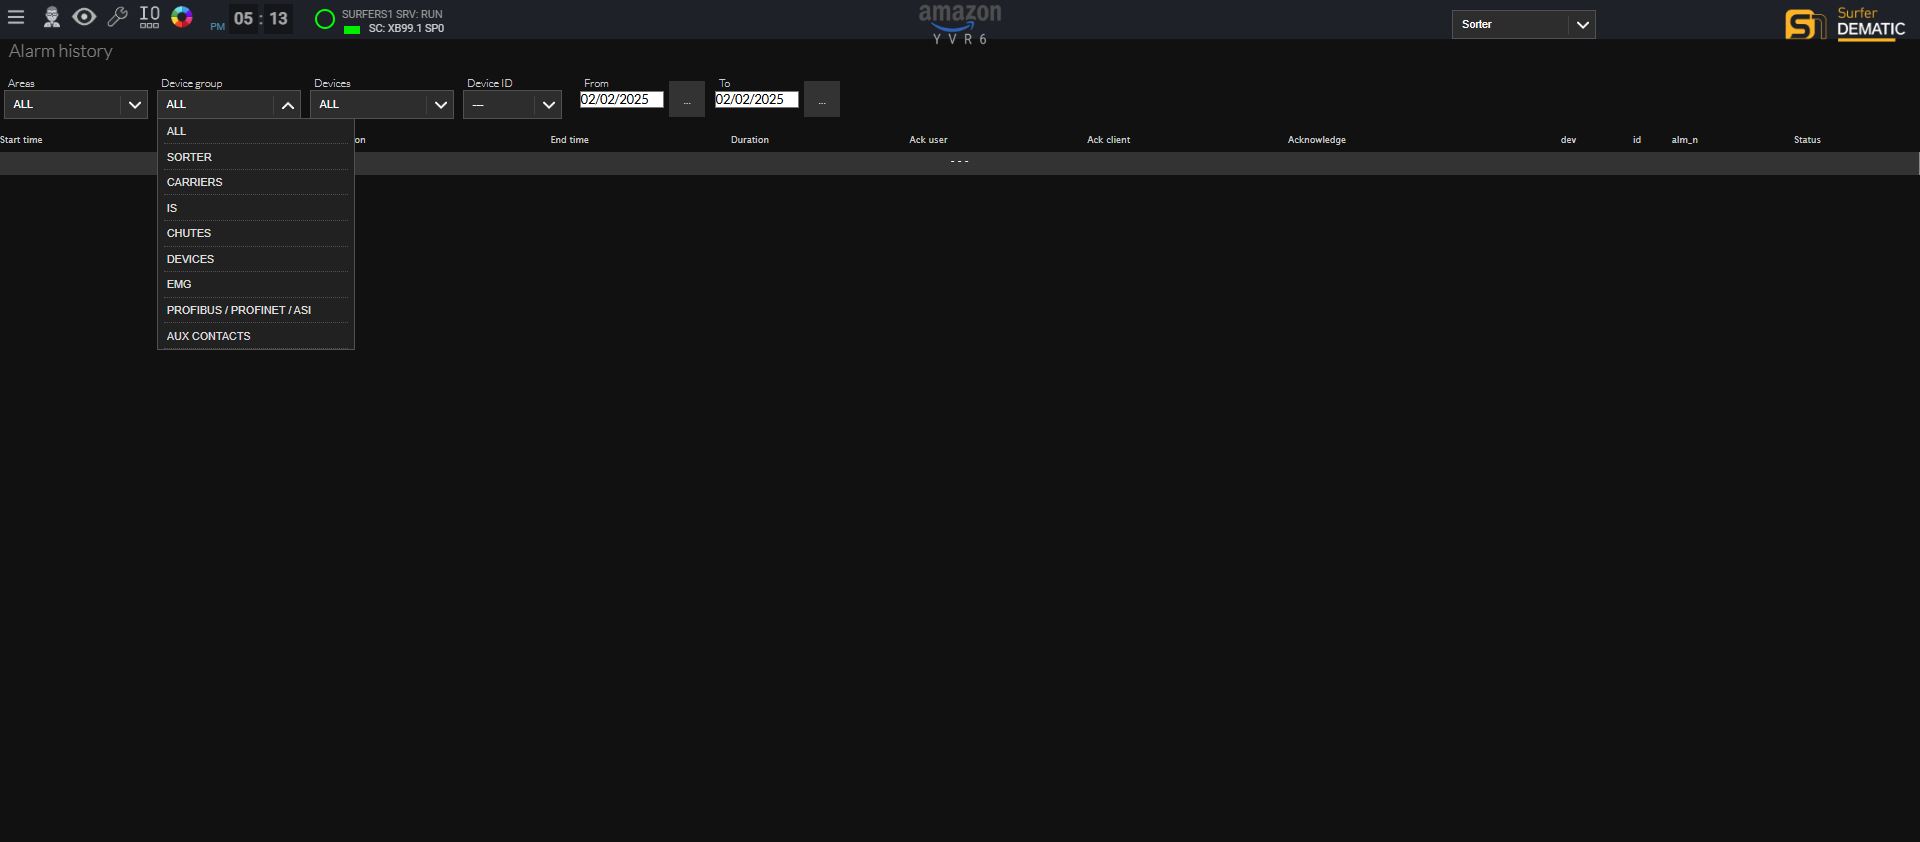 IO
PM 05 : 13
SURFERS1 SRV: RUN
SC: XB99.1 SP0
amazon
YVR6
Sorter
Surfer
DEMATIC
Alarm history
Areas Device group Devices Device ID From To
ALL ALL ALL --- 02/02/2025 ... 02/02/2025 ...
Start time on End time Duration Ack user Ack client Acknowledge dev id alm_n Status
- - -
ALL
SORTER
CARRIERS
IS
CHUTES
DEVICES
EMG
PROFIBUS / PROFINET / ASI
AUX CONTACTS